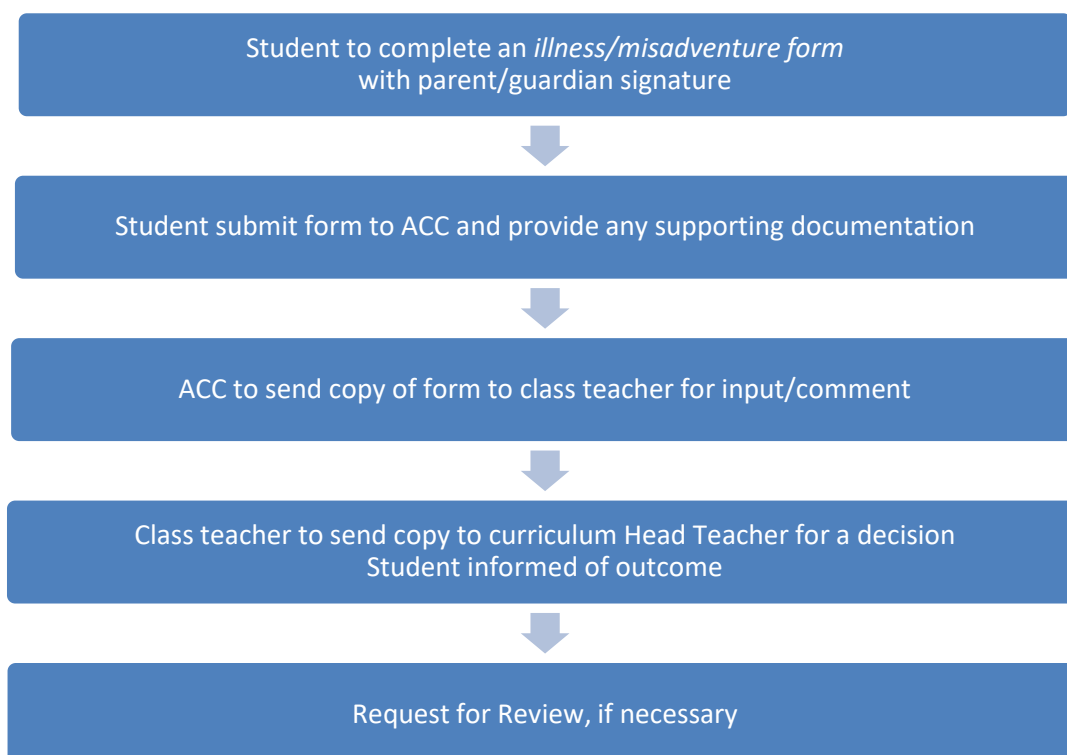 Student to complete an illness/misadventure form
with parent/guardian signature
Student submit form to ACC and provide any supporting documentation
ACC to send copy of form to class teacher for input/comment
Class teacher to send copy to curriculum Head Teacher for a decision
Student informed of outcome
Request for Review, if necessary